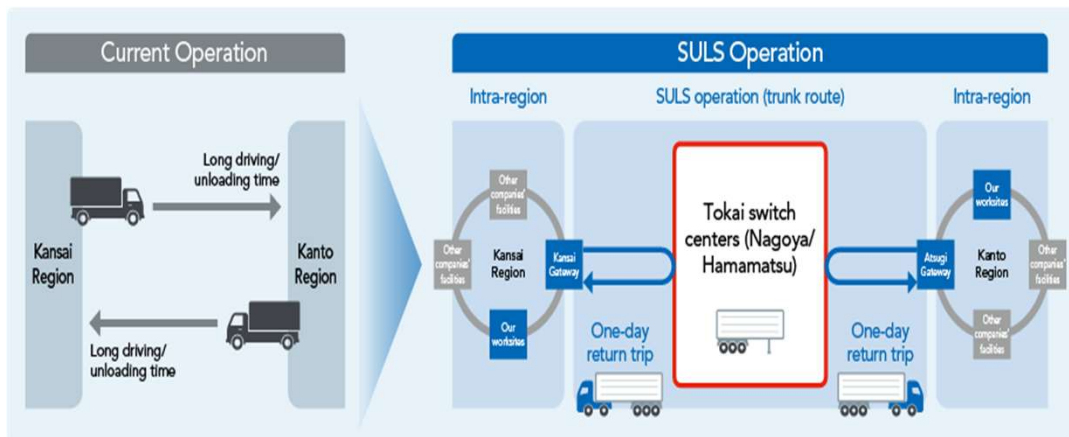 Current Operation
Long driving/
unloading time
Kansai
Region
Kanto
Region
Long driving/
unloading time
SULS Operation
Intra-region
SULS operation (trunk route)
Intra-region
Other
companies'
facilities
Other
companies'
facilities
Kansai
Region
Kansai
Gateway
Our
worksites
Tokai switch
centers (Nagoya/
Hamamatsu)
One-day
return trip
One-day
return trip
Our
worksites
Atsugi
Gateway
Kanto
Region
Other
companies'
facilities
Other
companies'
facilities